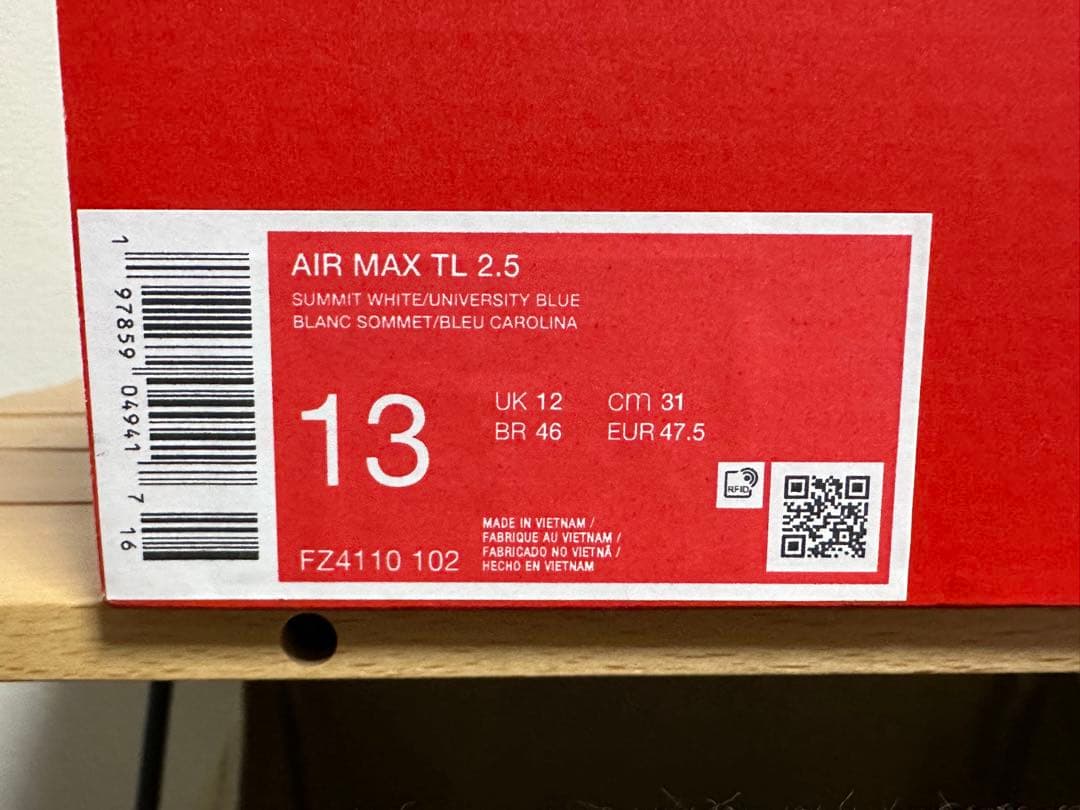 1 97859 04941 7 16
AIR MAX TL 2.5
SUMMIT WHITE/UNIVERSITY BLUE
BLANC SOMMET/BLEU CAROLINA
13
UK 12 cm 31
BR 46 EUR 47.5
RFID
MADE IN VIETNAM /
FABRIQUE AU VIETNAM /
FABRICADO NO VIETNÃ /
HECHO EN VIETNAM
FZ4110 102